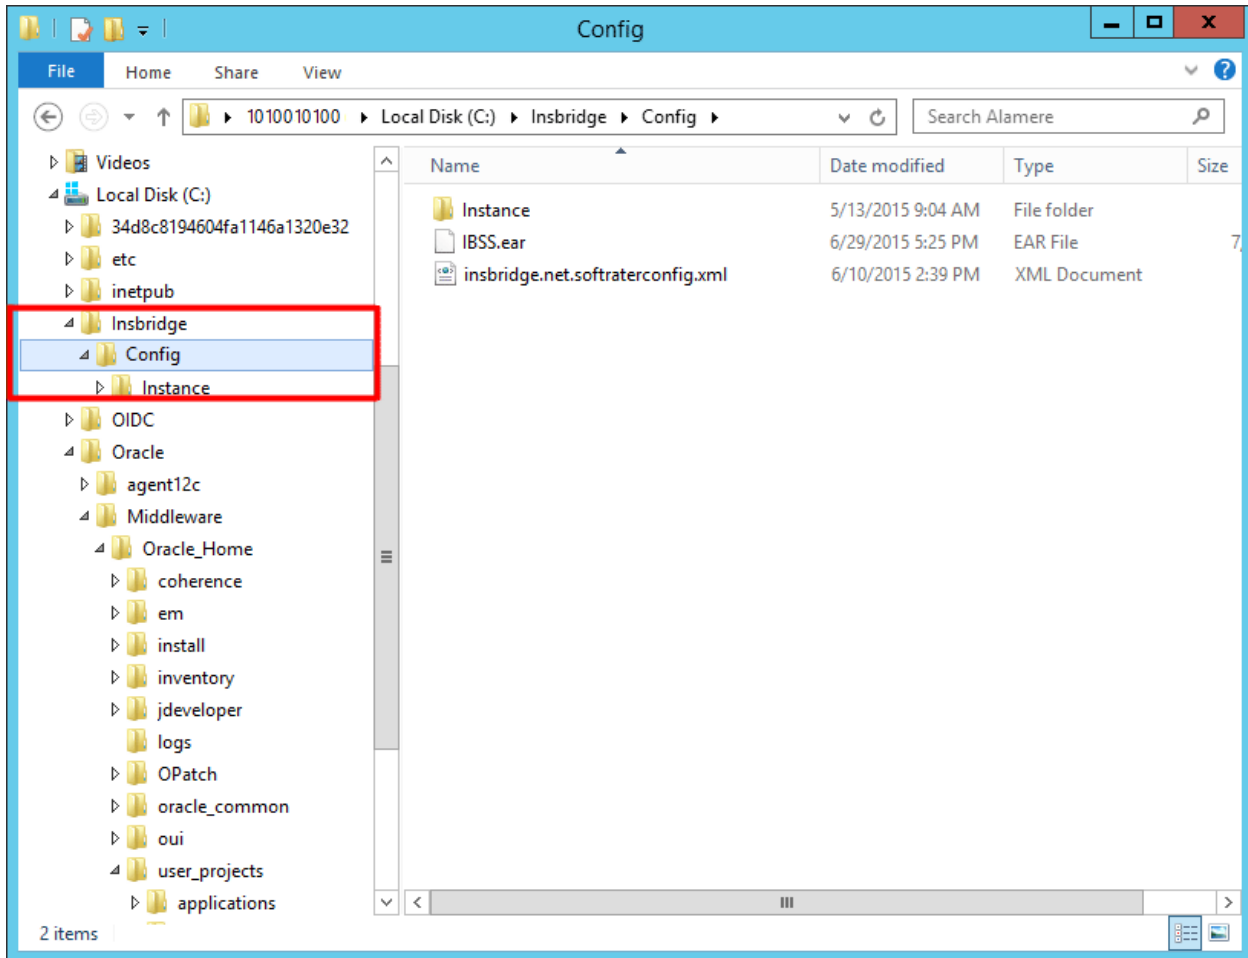 Config
File Home Share View
1010010100 Local Disk (C:) Insbridge Config Search Alamere
Videos
Local Disk (C:)
34d8c8194604fa1146a1320e32
etc
inetpub
Insbridge
Config
Instance
OIDC
Oracle
agent12c
Middleware
Oracle_Home
coherence
em
install
inventory
jdeveloper
logs
OPatch
oracle_common
oui
user_projects
applications
Name Date modified Type Size
Instance 5/13/2015 9:04 AM File folder
IBSS.ear 6/29/2015 5:25 PM EAR File 7,
insbridge.net.softraterconfig.xml 6/10/2015 2:39 PM XML Document
2 items